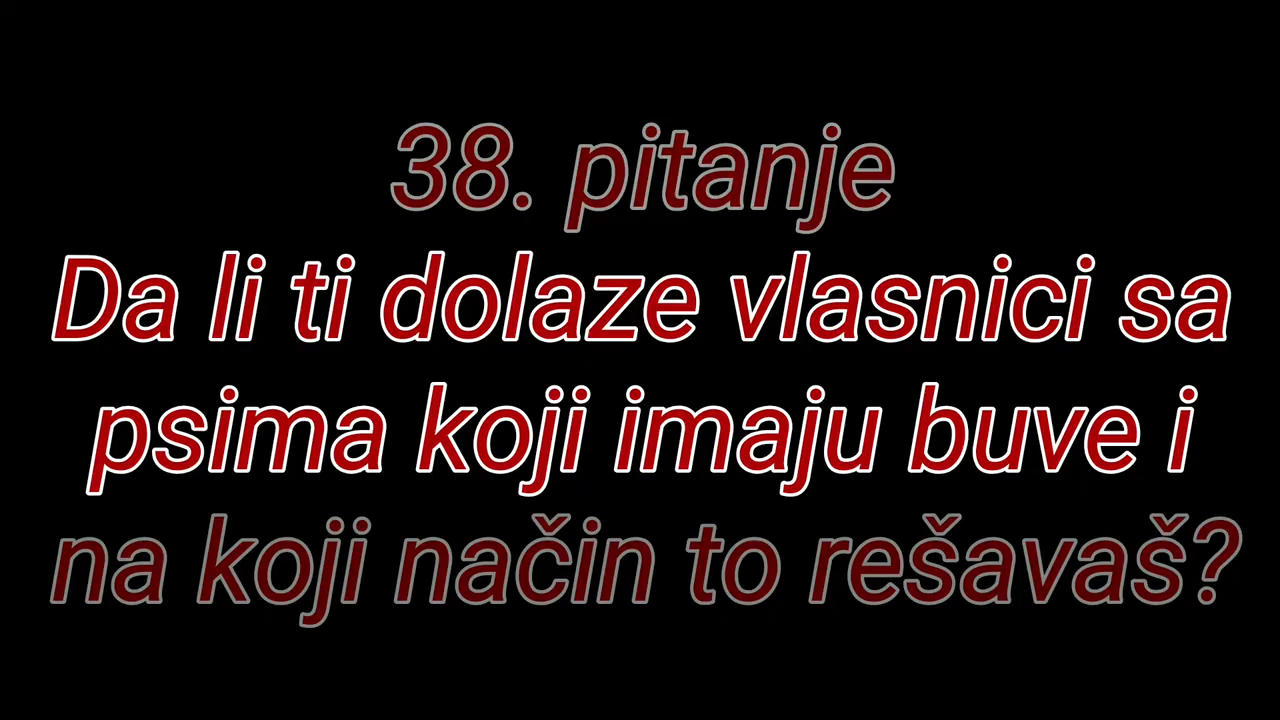 38. pitanje
Da li ti dolaze vlasnici sa
psima koji imaju buve i
na koji način to rešavaš?